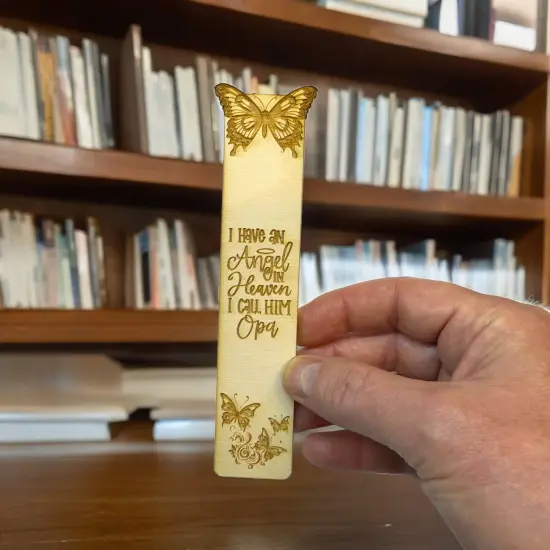 I HAVE AN
Angel IN
Heaven
I CALL HIM
Opa